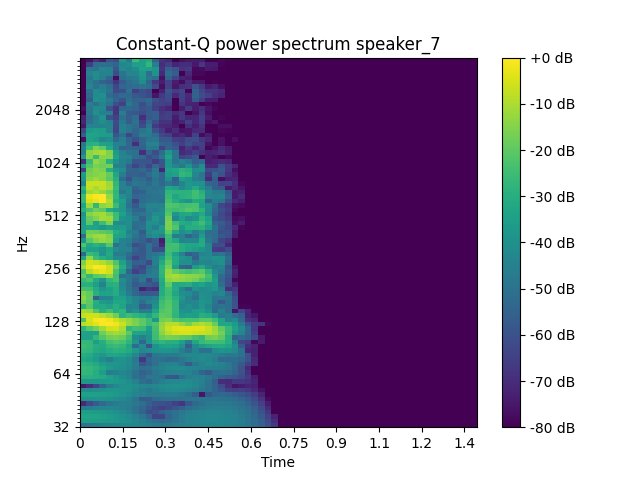 Constant-Q power spectrum speaker_7
Hz
2048
1024
512
256
128
64
32
0 0.15 0.3 0.45 0.6 0.75 0.9 1.1 1.2 1.4
Time
+0 dB
-10 dB
-20 dB
-30 dB
-40 dB
-50 dB
-60 dB
-70 dB
-80 dB